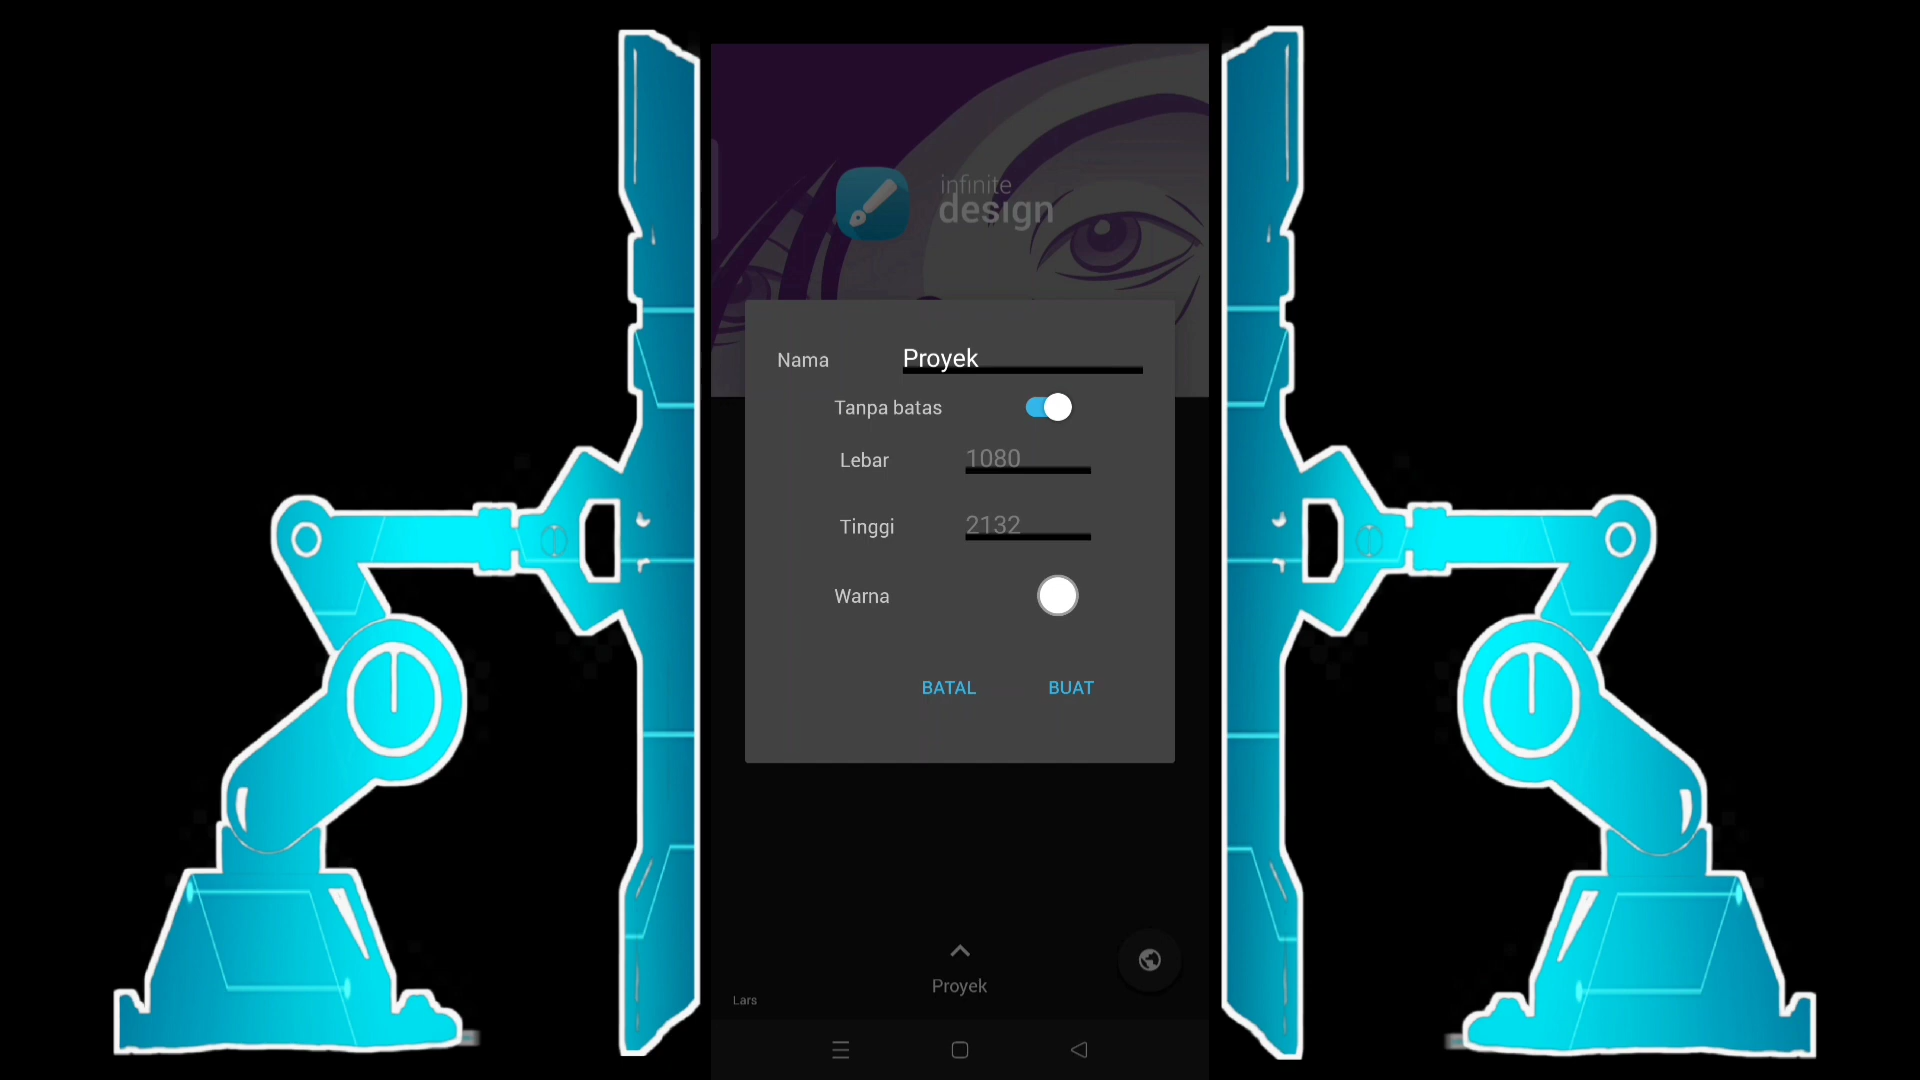 infinite
design
Nama Proyek
Tanpa batas
Lebar 1080
Tinggi 2132
Warna
BATAL BUAT
Proyek
Lars